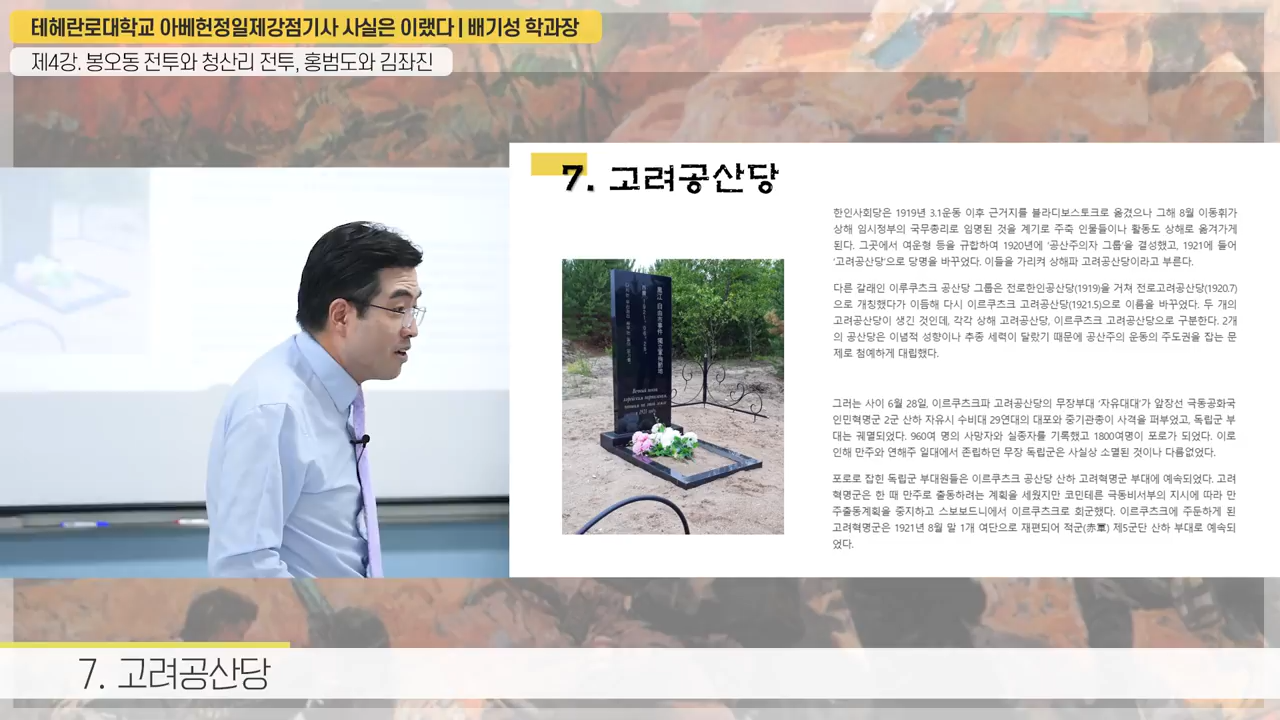 테헤란로대학교 아베헌정일제강점기사 사실은 이랬다 | 배기성 학과장
제4강. 봉오동 전투와 청산리 전투, 홍범도와 김좌진
7. 고려공산당
한인사회당은 1919년 3.1운동 이후 근거지를 블라디보스토크로 옮겼으나 그해 8월 이동휘가
상해 임시정부의 국무총리로 임명된 것을 계기로 주축 인물들이나 활동도 상해로 옮겨가게
된다. 그곳에서 여운형 등을 규합하여 1920년에 '공산주의자 그룹'을 결성했고, 1921에 들어
'고려공산당'으로 당명을 바꾸었다. 이들을 가리켜 상해파 고려공산당이라고 부른다.
다른 갈래인 이루쿠츠크 공산당 그룹은 전로한인공산당(1919)을 거쳐 전로고려공산당(1920.7)
으로 개칭했다가 이듬해 다시 이르쿠츠크 고려공산당(1921.5)으로 이름을 바꾸었다. 두 개의
고려공산당이 생긴 것인데, 각각 상해 고려공산당, 이르쿠츠크 고려공산당으로 구분한다. 2개
의 공산당은 이념적 성향이나 추종 세력이 달랐기 때문에 공산주의 운동의 주도권을 잡는 문
제로 첨예하게 대립했다.
그러는 사이 6월 28일, 이르쿠츠크파 고려공산당의 무장부대 '자유대대'가 앞장선 극동공화국
인민혁명군 2군 산하 자유시 수비대 29연대의 대포와 중기관총이 사격을 퍼부었고, 독립군 부
대는 궤멸되었다. 960여 명의 사망자와 실종자를 기록했고 1800여명이 포로가 되었다. 이로
인해 만주와 연해주 일대에서 존립하던 무장 독립군은 사실상 소멸된 것이나 다름없었다.
포로로 잡힌 독립군 부대원들은 이르쿠츠크 공산당 산하 고려혁명군 부대에 예속되었다. 고려
혁명군은 한 때 만주로 출동하려는 계획을 세웠지만 코민테른 극동비서부의 지시에 따라 만
주출동계획을 중지하고 스보보드니에서 이르쿠츠크로 회군했다. 이르쿠츠에 주둔하게 된
고려혁명군은 1921년 8월 말 1개 여단으로 재편되어 적군(赤軍) 제5군단 산하 부대로 예속되
었다.
7. 고려공산당